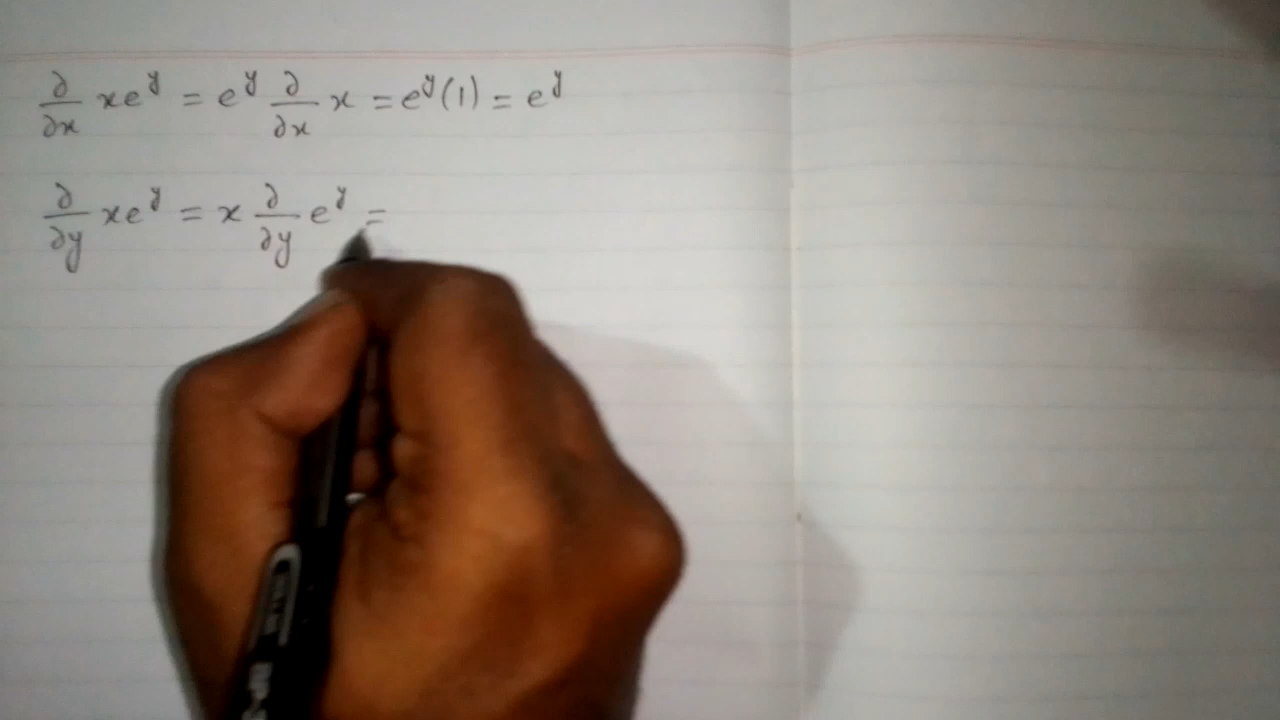 ∂/∂x xe^y = e^y ∂/∂x x = e^y(1) = e^y
∂/∂y xe^y = x ∂/∂y e^y =